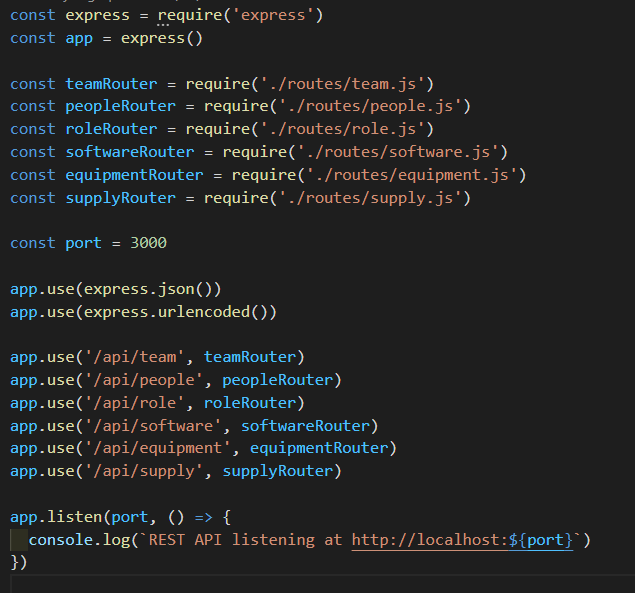 const express = require('express')
const app = express()
const teamRouter = require('./routes/team.js')
const peopleRouter = require('./routes/people.js')
const roleRouter = require('./routes/role.js')
const softwareRouter = require('./routes/software.js')
const equipmentRouter = require('./routes/equipment.js')
const supplyRouter = require('./routes/supply.js')
const port = 3000
app.use(express.json())
app.use(express.urlencoded())
app.use('/api/team', teamRouter)
app.use('/api/people', peopleRouter)
app.use('/api/role', roleRouter)
app.use('/api/software', softwareRouter)
app.use('/api/equipment', equipmentRouter)
app.use('/api/supply', supplyRouter)
app.listen(port, () => {
  console.log(`REST API listening at http://localhost:${port}`)
})